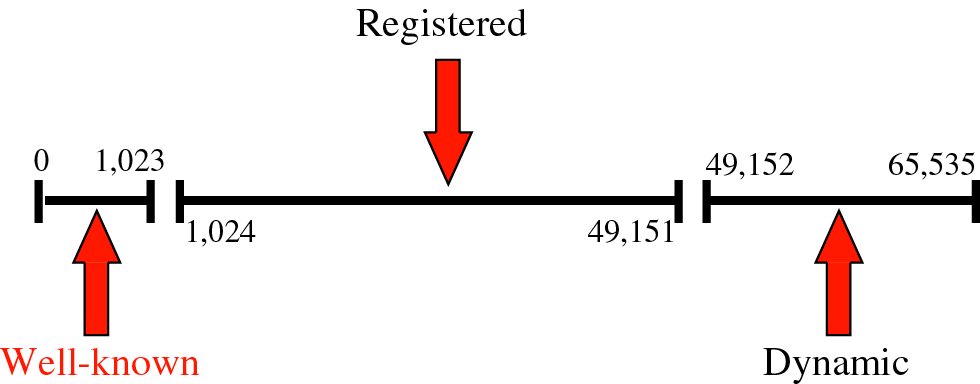 Registered
0 1,023
49,152 65,535
1,024 49,151
Well-known
Dynamic